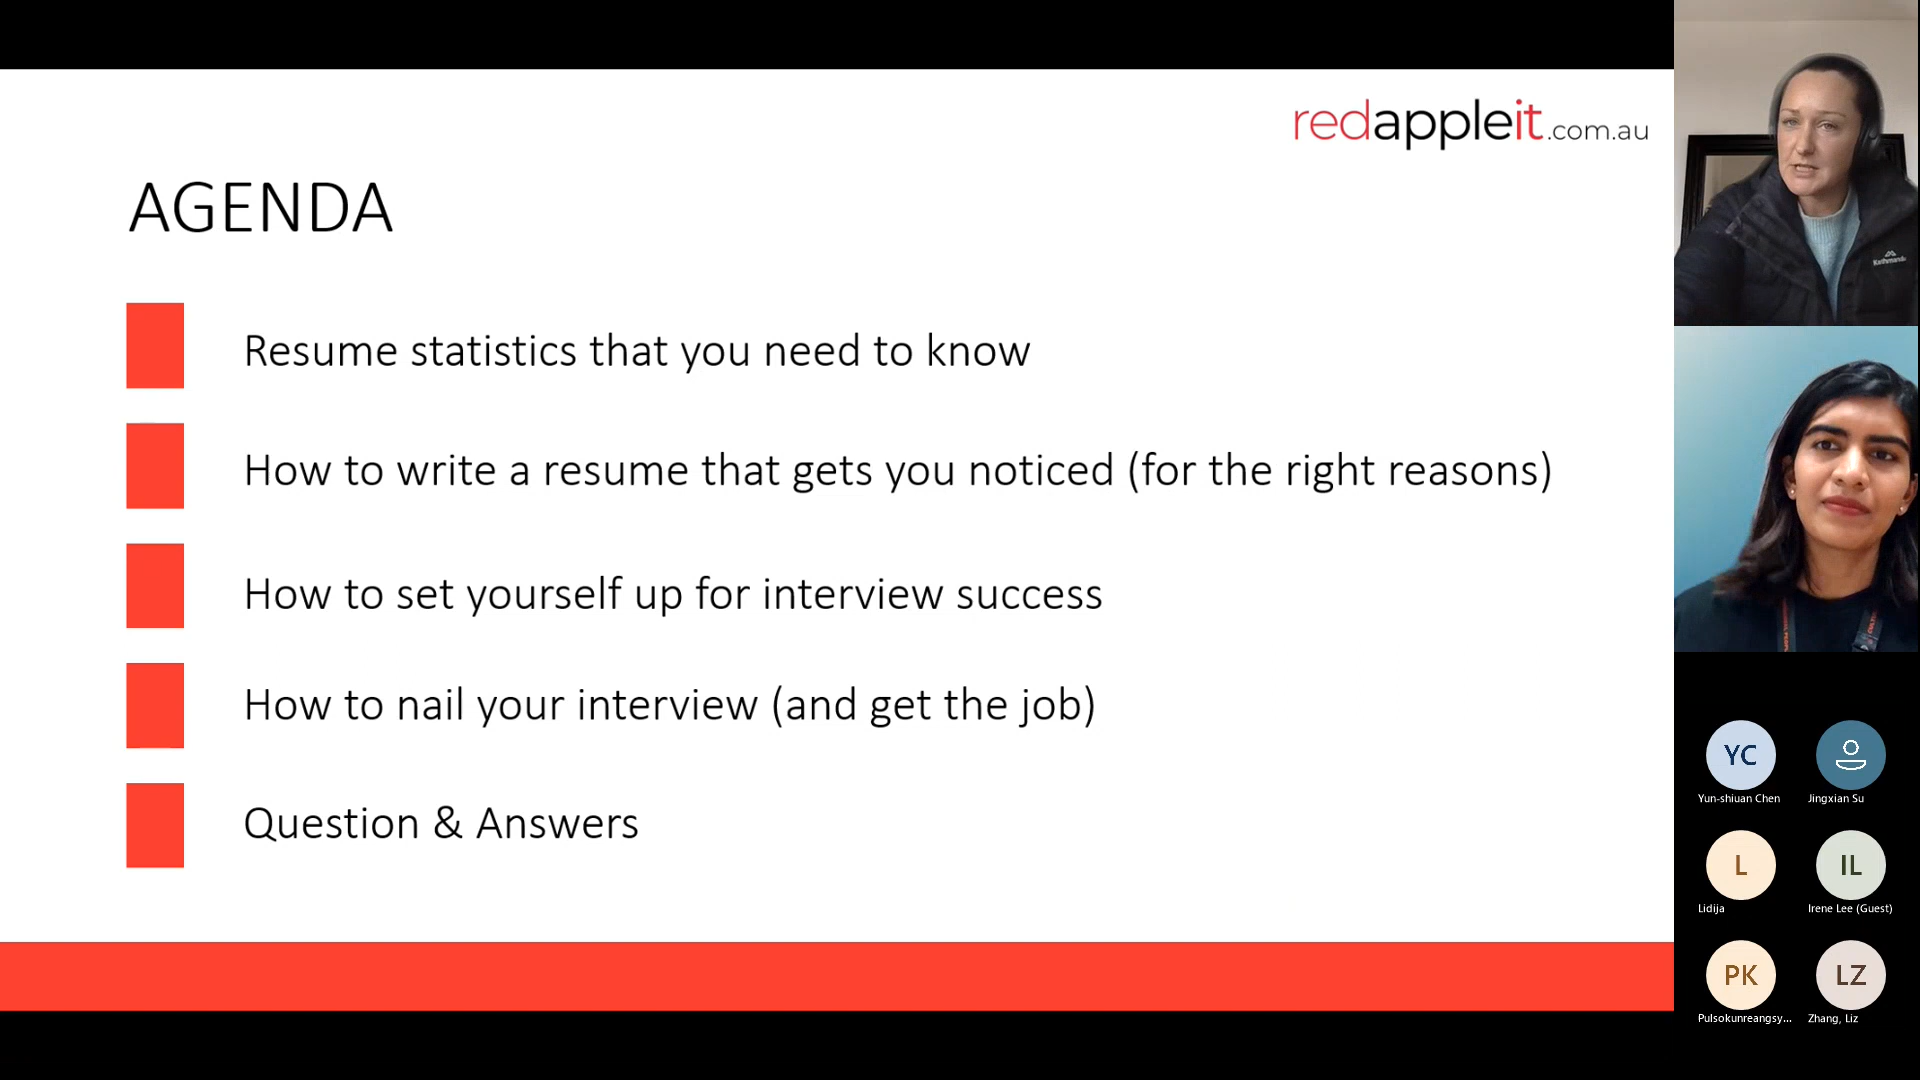 redappleit.com.au
AGENDA
Resume statistics that you need to know
How to write a resume that gets you noticed (for the right reasons)
How to set yourself up for interview success
How to nail your interview (and get the job)
Question & Answers
Kathmandu
YC
Yun-shiuan Chen
Jingxian Su
L
Lidija
IL
Irene Lee (Guest)
PK
Pulsokunreangsy...
LZ
Zhang, Liz